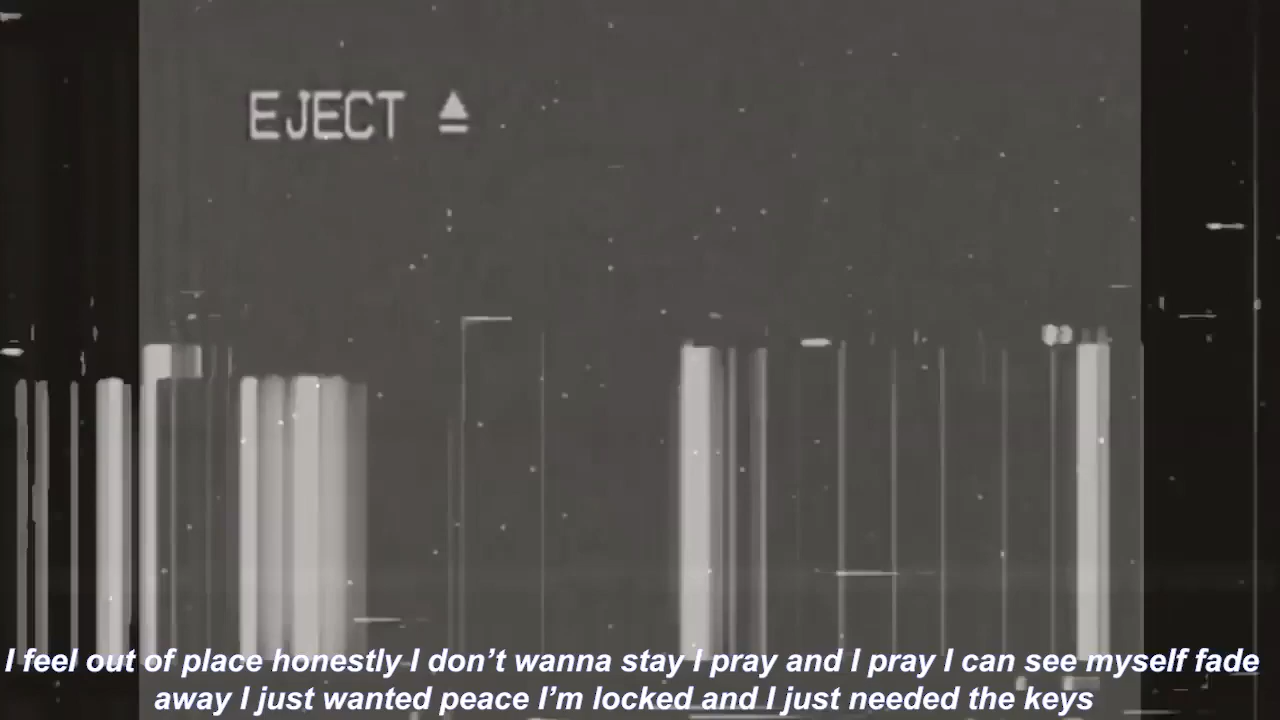 EJECT ⏏
I feel out of place honestly I don’t wanna stay I pray and I pray I can see myself fade
away I just wanted peace I’m locked and I just needed the keys